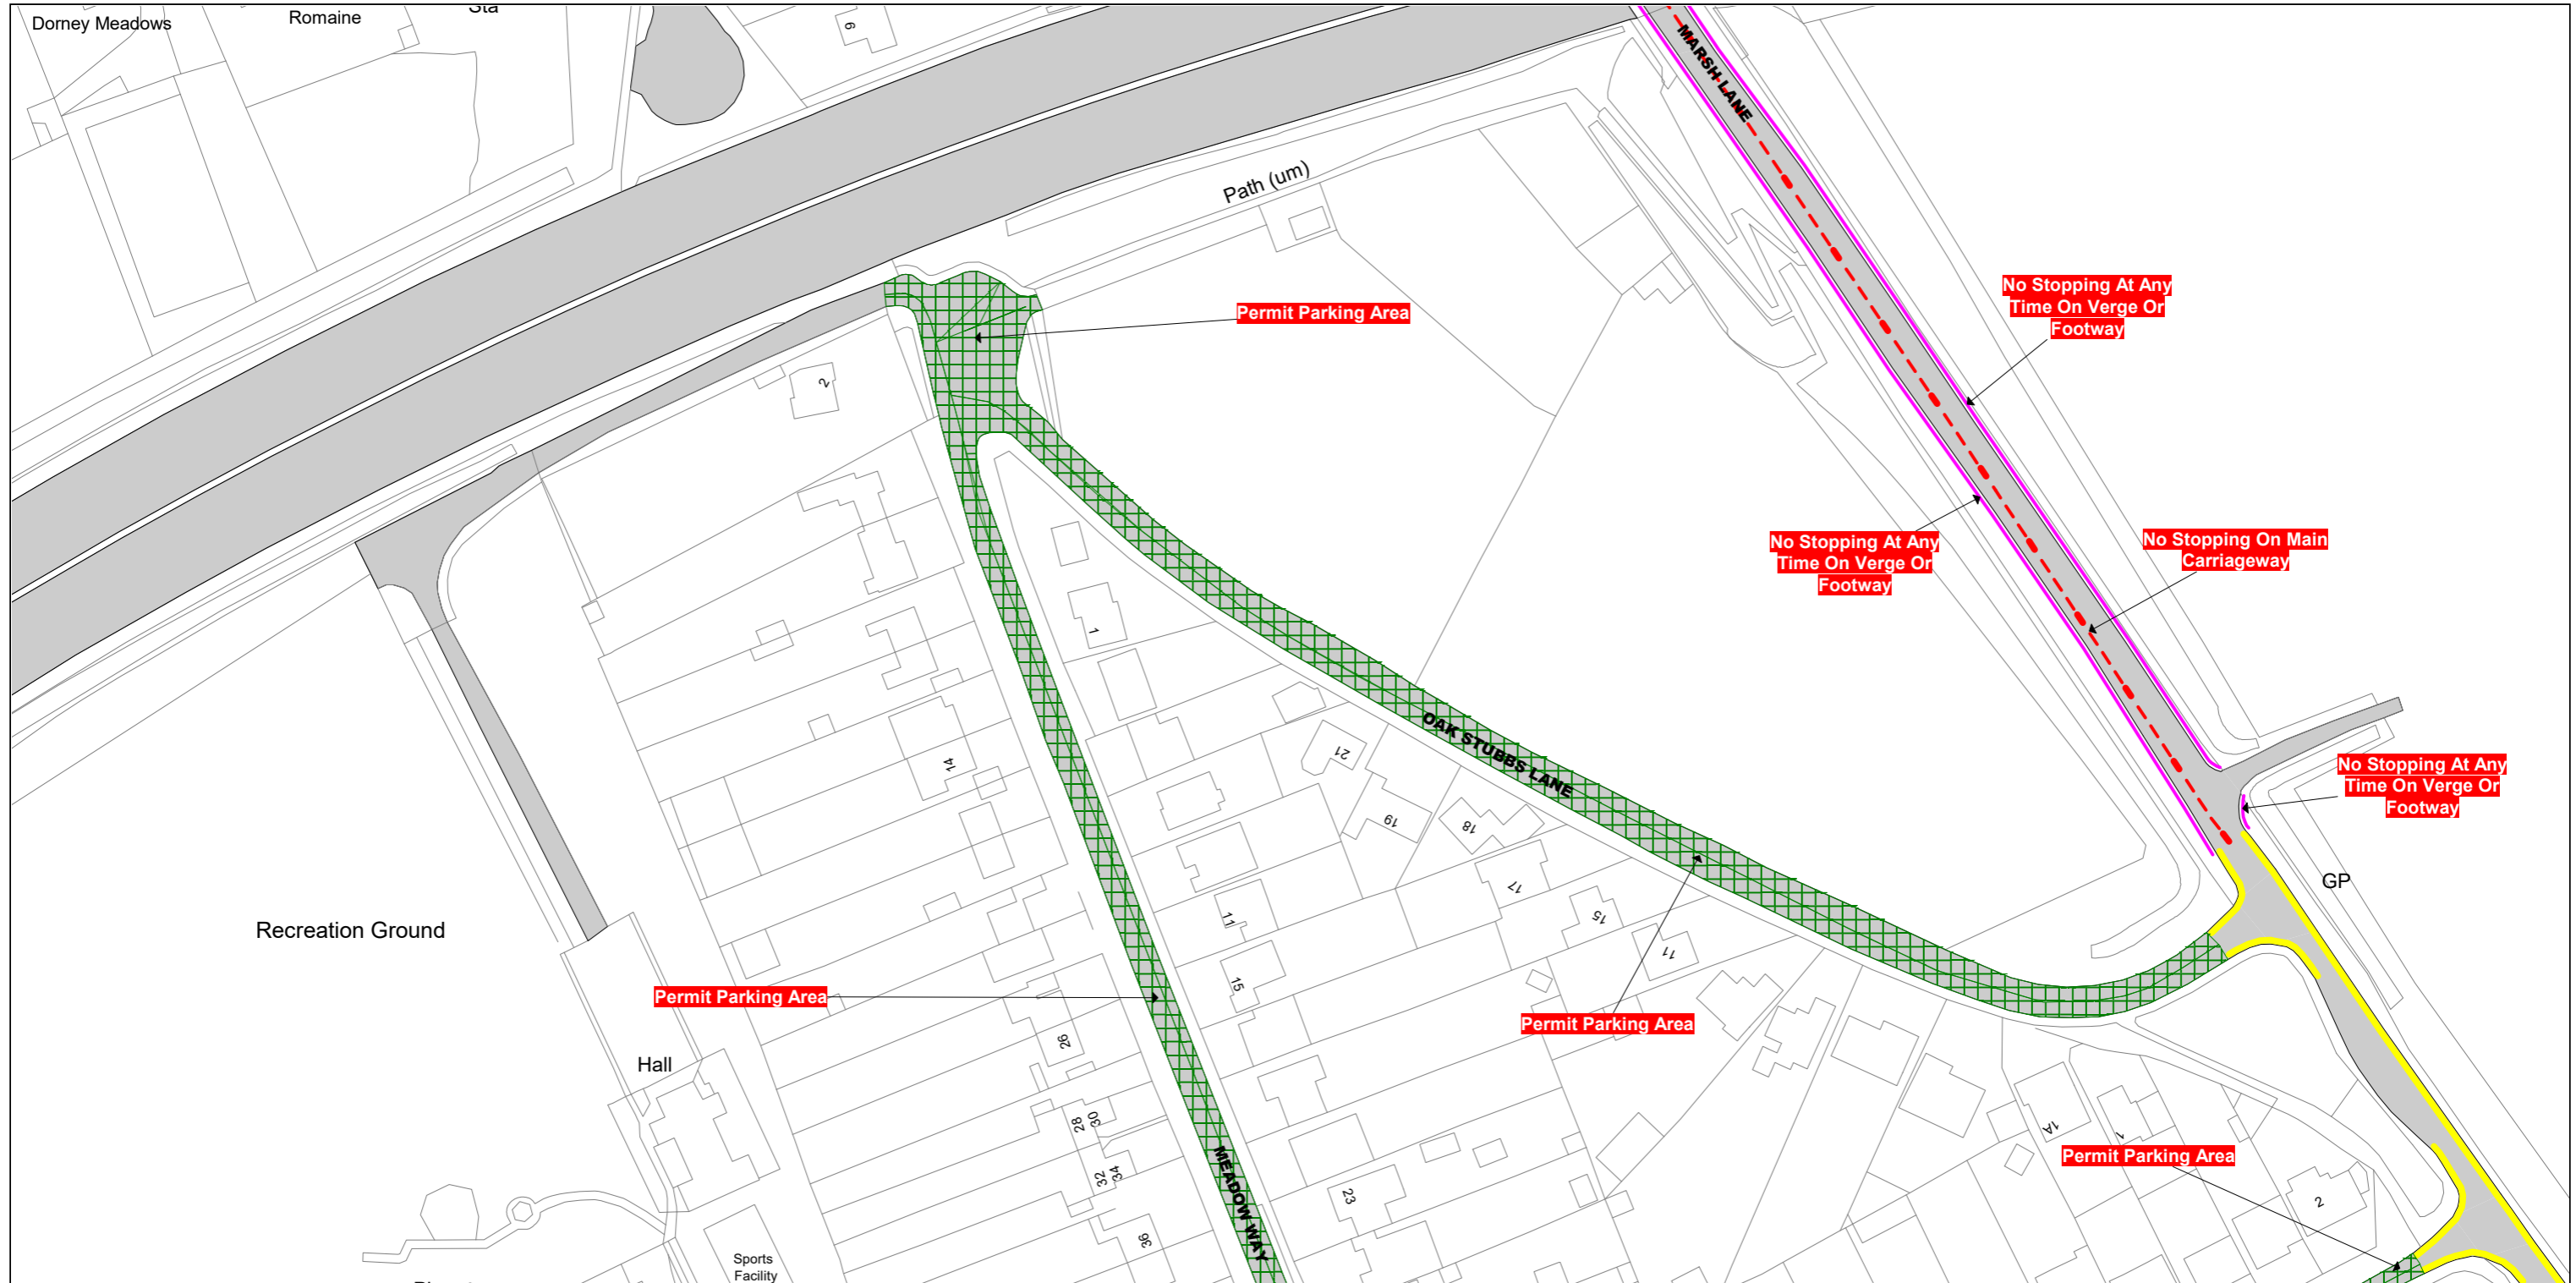 Dorney Meadows
Romaine
Sta
6
MARSH LANE
Path (um)
No Stopping At Any
Time On Verge Or
Footway
Permit Parking Area
2
No Stopping At Any
Time On Verge Or
Footway
No Stopping On Main
Carriageway
1
OAK STUBBS LANE
21
14
19
18
No Stopping At Any
Time On Verge Or
Footway
GP
17
15
11
11
Recreation Ground
15
Permit Parking Area
Permit Parking Area
26
Hall
28
30
1A
1
Permit Parking Area
32
34
MEADOW WAY
23
2
36
Sports
Facility